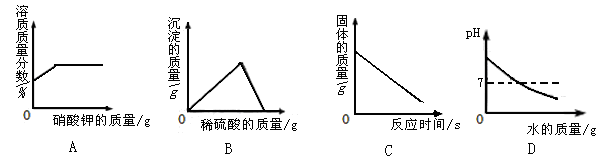 溶质质量分数/%
0
硝酸钾的质量/g
A
沉淀的质量/g
0
稀硫酸的质量/g
B
固体的质量/g
0
反应时间/s
C
pH
7
0
水的质量/g
D